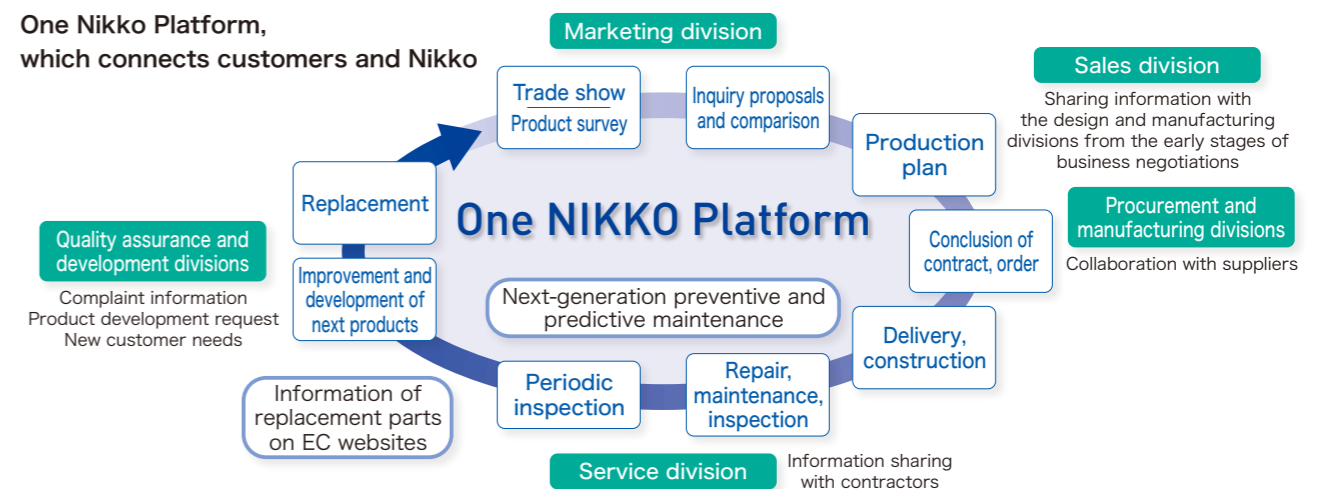 One Nikko Platform,
which connects customers and Nikko
Marketing division
Trade show
Product survey
Inquiry proposals
and comparison
Sales division
Sharing information with
the design and manufacturing
divisions from the early stages of
business negotiations
Production
plan
Procurement and
manufacturing divisions
Collaboration with suppliers
Conclusion of
contract, order
Delivery,
construction
Repair,
maintenance,
inspection
Periodic
inspection
Service division
Information sharing
with contractors
Improvement and
development of
next products
Replacement
Quality assurance and
development divisions
Complaint information
Product development request
New customer needs
Information of
replacement parts
on EC websites
One NIKKO Platform
Next-generation preventive and
predictive maintenance